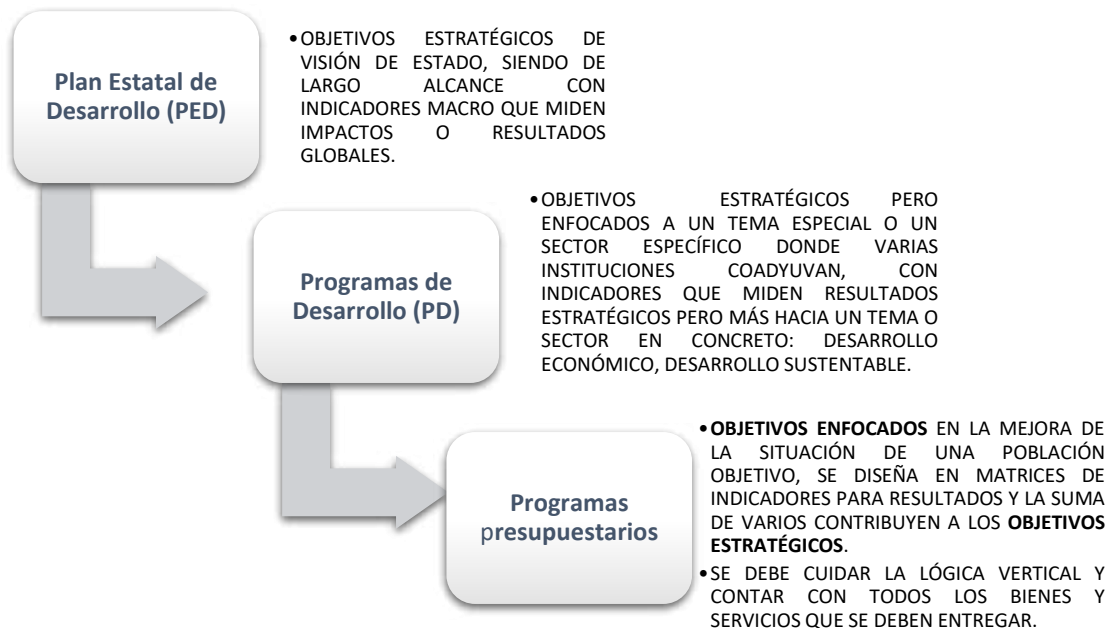 Plan Estatal de
Desarrollo (PED)
•OBJETIVOS ESTRATÉGICOS DE
VISIÓN DE ESTADO, SIENDO DE
LARGO ALCANCE CON
INDICADORES MACRO QUE MIDEN
IMPACTOS O RESULTADOS
GLOBALES.
Programas de
Desarrollo (PD)
•OBJETIVOS ESTRATÉGICOS PERO
ENFOCADOS A UN TEMA ESPECIAL O UN
SECTOR ESPECÍFICO DONDE VARIAS
INSTITUCIONES COADYUVAN, CON
INDICADORES QUE MIDEN RESULTADOS
ESTRATÉGICOS PERO MÁS HACIA UN TEMA O
SECTOR EN CONCRETO: DESARROLLO
ECONÓMICO, DESARROLLO SUSTENTABLE.
Programas
presupuestarios
•OBJETIVOS ENFOCADOS EN LA MEJORA DE
LA SITUACIÓN DE UNA POBLACIÓN
OBJETIVO, SE DISEÑA EN MATRICES DE
INDICADORES PARA RESULTADOS Y LA SUMA
DE VARIOS CONTRIBUYEN A LOS OBJETIVOS
ESTRATÉGICOS.
•SE DEBE CUIDAR LA LÓGICA VERTICAL Y
CONTAR CON TODOS LOS BIENES Y
SERVICIOS QUE SE DEBEN ENTREGAR.